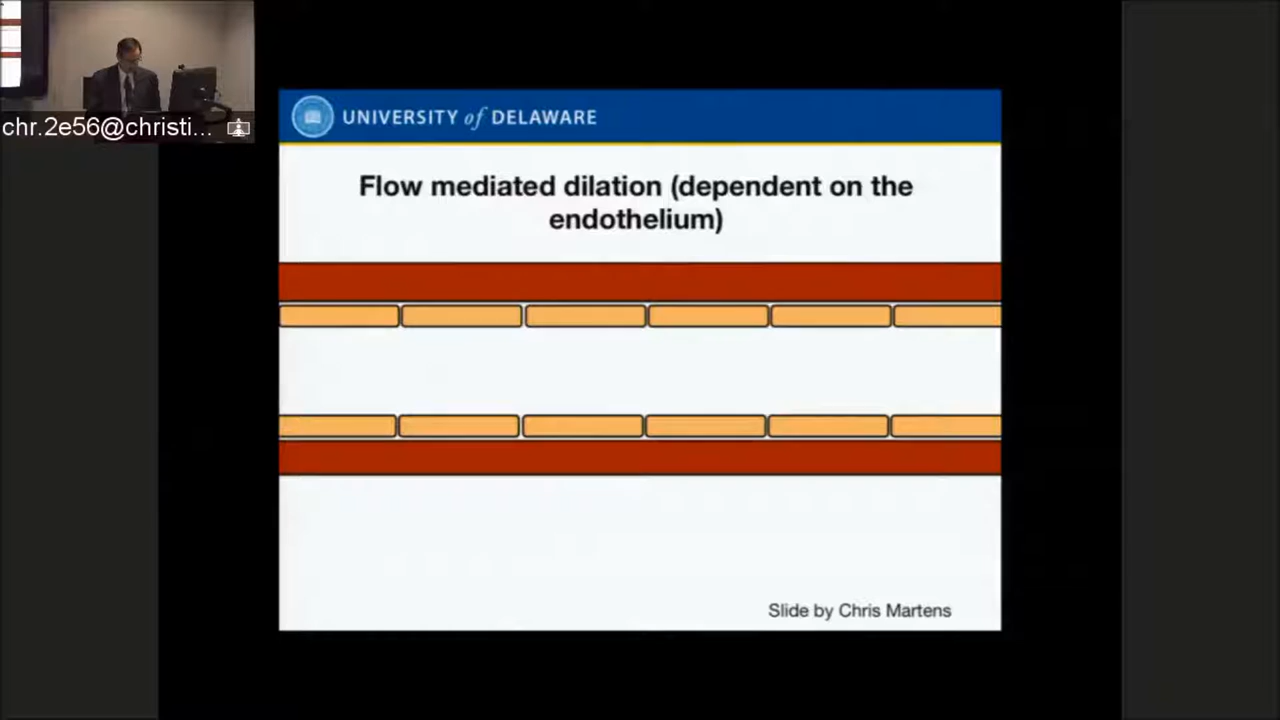 chr.2e56@christi...
UNIVERSITY of DELAWARE
Flow mediated dilation (dependent on the
endothelium)
Slide by Chris Martens